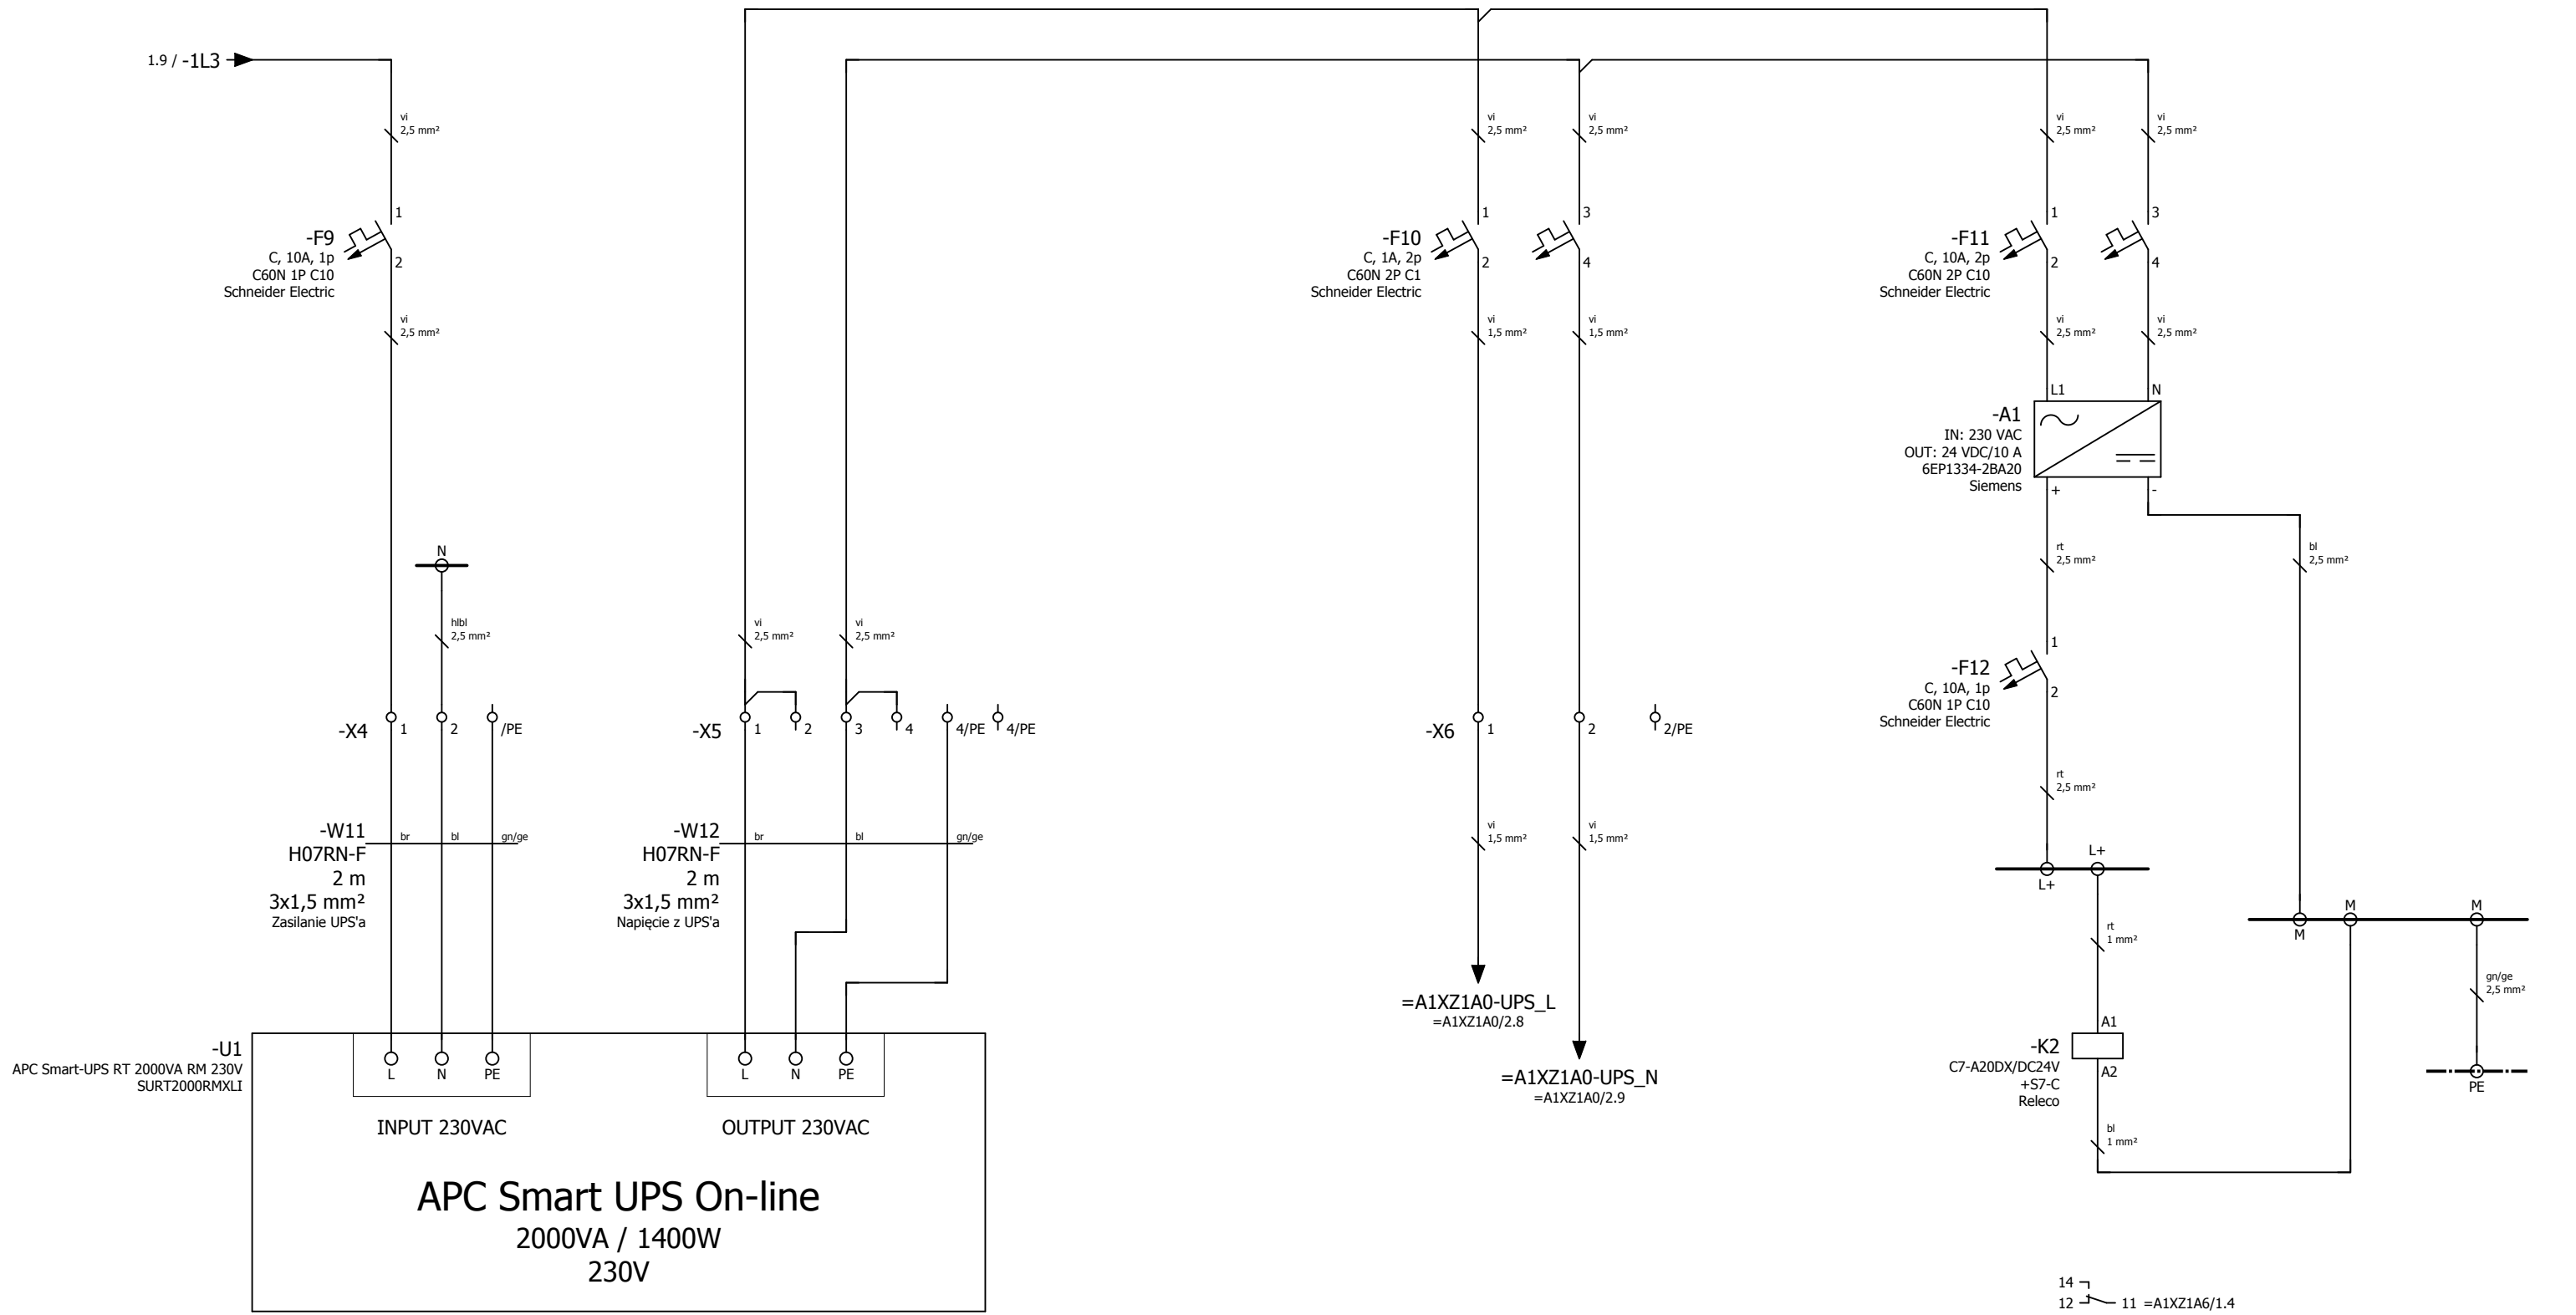 1.9 / -1L3
vi
2,5 mm²
vi
2,5 mm²
vi
2,5 mm²
vi
2,5 mm²
vi
2,5 mm²
1
-F9
C, 10A, 1p
C60N 1P C10
Schneider Electric
2
1
3
-F10
C, 1A, 2p
C60N 2P C1
Schneider Electric
2
4
1
3
-F11
C, 10A, 2p
C60N 2P C10
Schneider Electric
2
4
vi
2,5 mm²
vi
1,5 mm²
vi
1,5 mm²
vi
2,5 mm²
vi
2,5 mm²
L1
N
-A1
IN: 230 VAC
OUT: 24 VDC/10 A
6EP1334-2BA20
Siemens
+
-
N
rt
2,5 mm²
bl
2,5 mm²
hlbl
2,5 mm²
vi
2,5 mm²
vi
2,5 mm²
1
-F12
C, 10A, 1p
C60N 1P C10
Schneider Electric
2
-X4
1
2
/PE
-X5
1
2
3
4
4/PE
4/PE
-X6
1
2
2/PE
rt
2,5 mm²
-W11
H07RN-F
2 m
3x1,5 mm²
Zasilanie UPS'a
br
bl
gn/ge
-W12
H07RN-F
2 m
3x1,5 mm²
Napięcie z UPS'a
br
bl
gn/ge
vi
1,5 mm²
vi
1,5 mm²
L+
L+
M
M
M
rt
1 mm²
gn/ge
2,5 mm²
=A1XZ1A0-UPS_L
=A1XZ1A0/2.8
=A1XZ1A0-UPS_N
=A1XZ1A0/2.9
A1
-K2
C7-A20DX/DC24V
+S7-C
Releco
A2
PE
bl
1 mm²
-U1
APC Smart-UPS RT 2000VA RM 230V
SURT2000RMXLI
L
N
PE
L
N
PE
INPUT 230VAC
OUTPUT 230VAC
APC Smart UPS On-line
2000VA / 1400W
230V
14
12
11 =A1XZ1A6/1.4